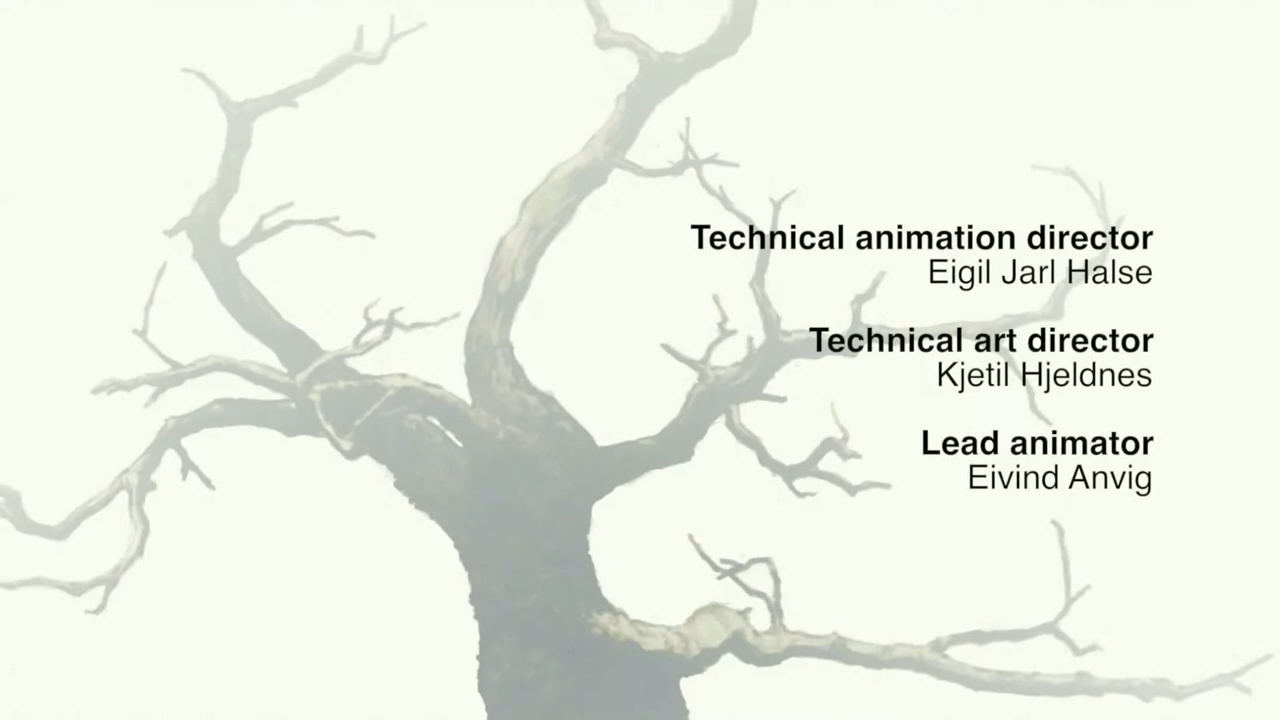 Technical animation director
Eigil Jarl Halse
Technical art director
Kjetil Hjeldnes
Lead animator
Eivind Anvig